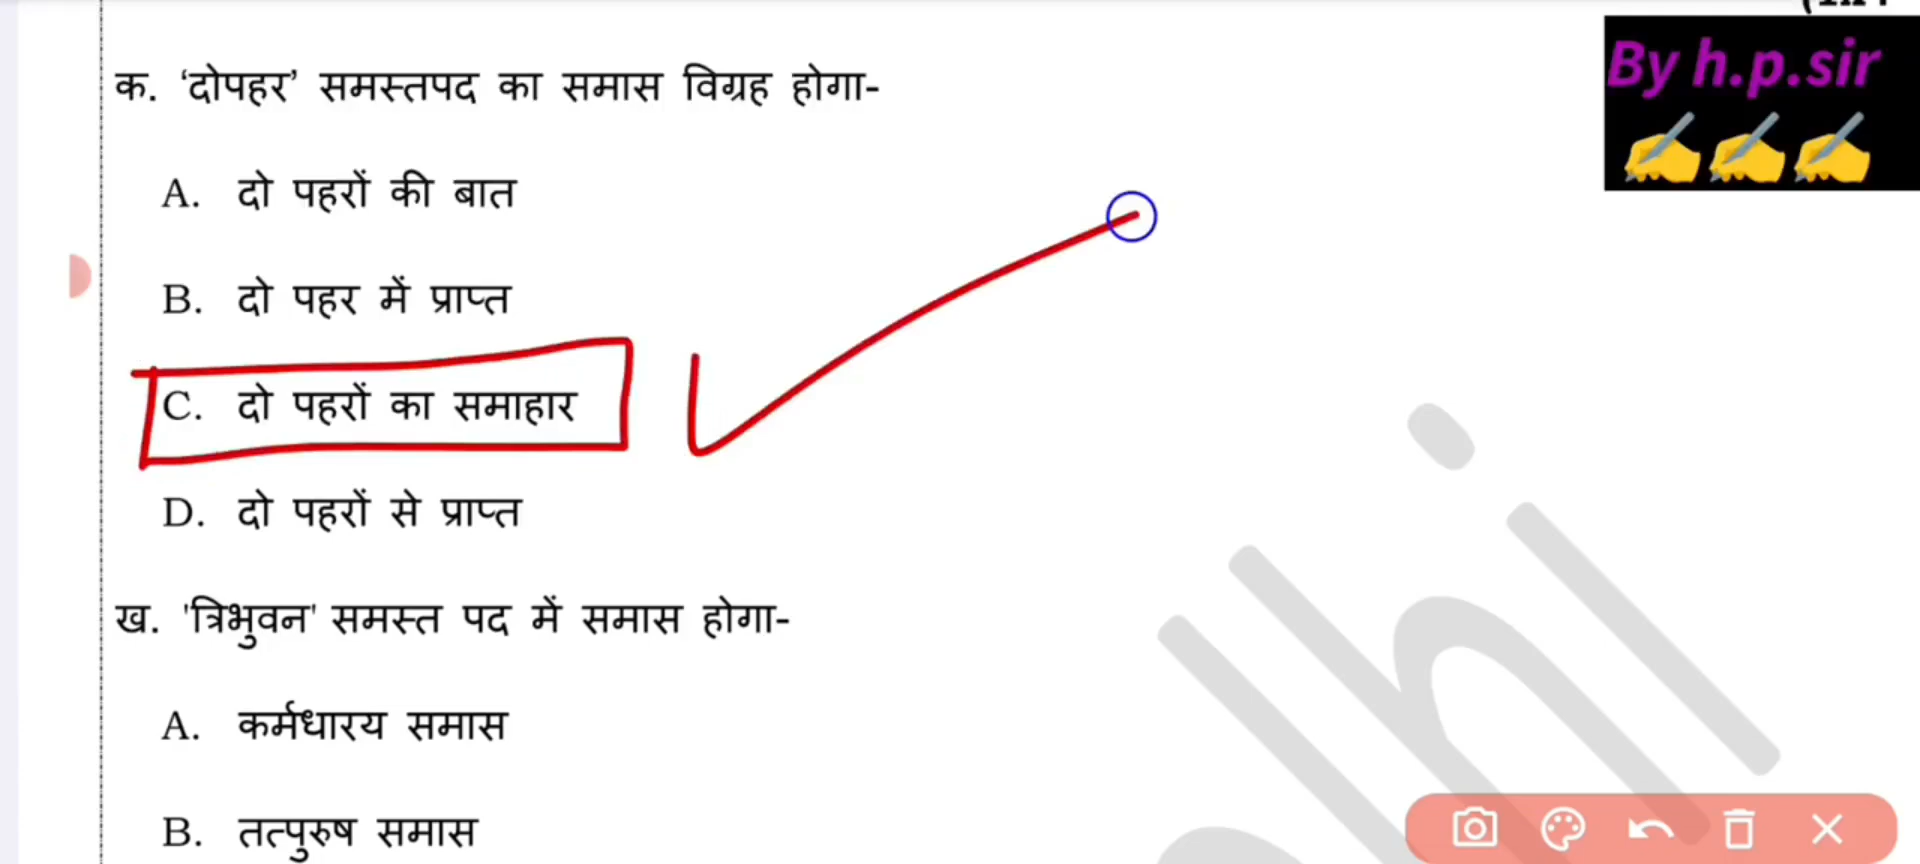 By h.p.sir
क. ‘दोपहर’ समस्तपद का समास विग्रह होगा-
A. दो पहरों की बात
B. दो पहर में प्राप्त
C. दो पहरों का समाहार
D. दो पहरों से प्राप्त
ख. 'त्रिभुवन' समस्त पद में समास होगा-
A. कर्मधारय समास
B. तत्पुरुष समास